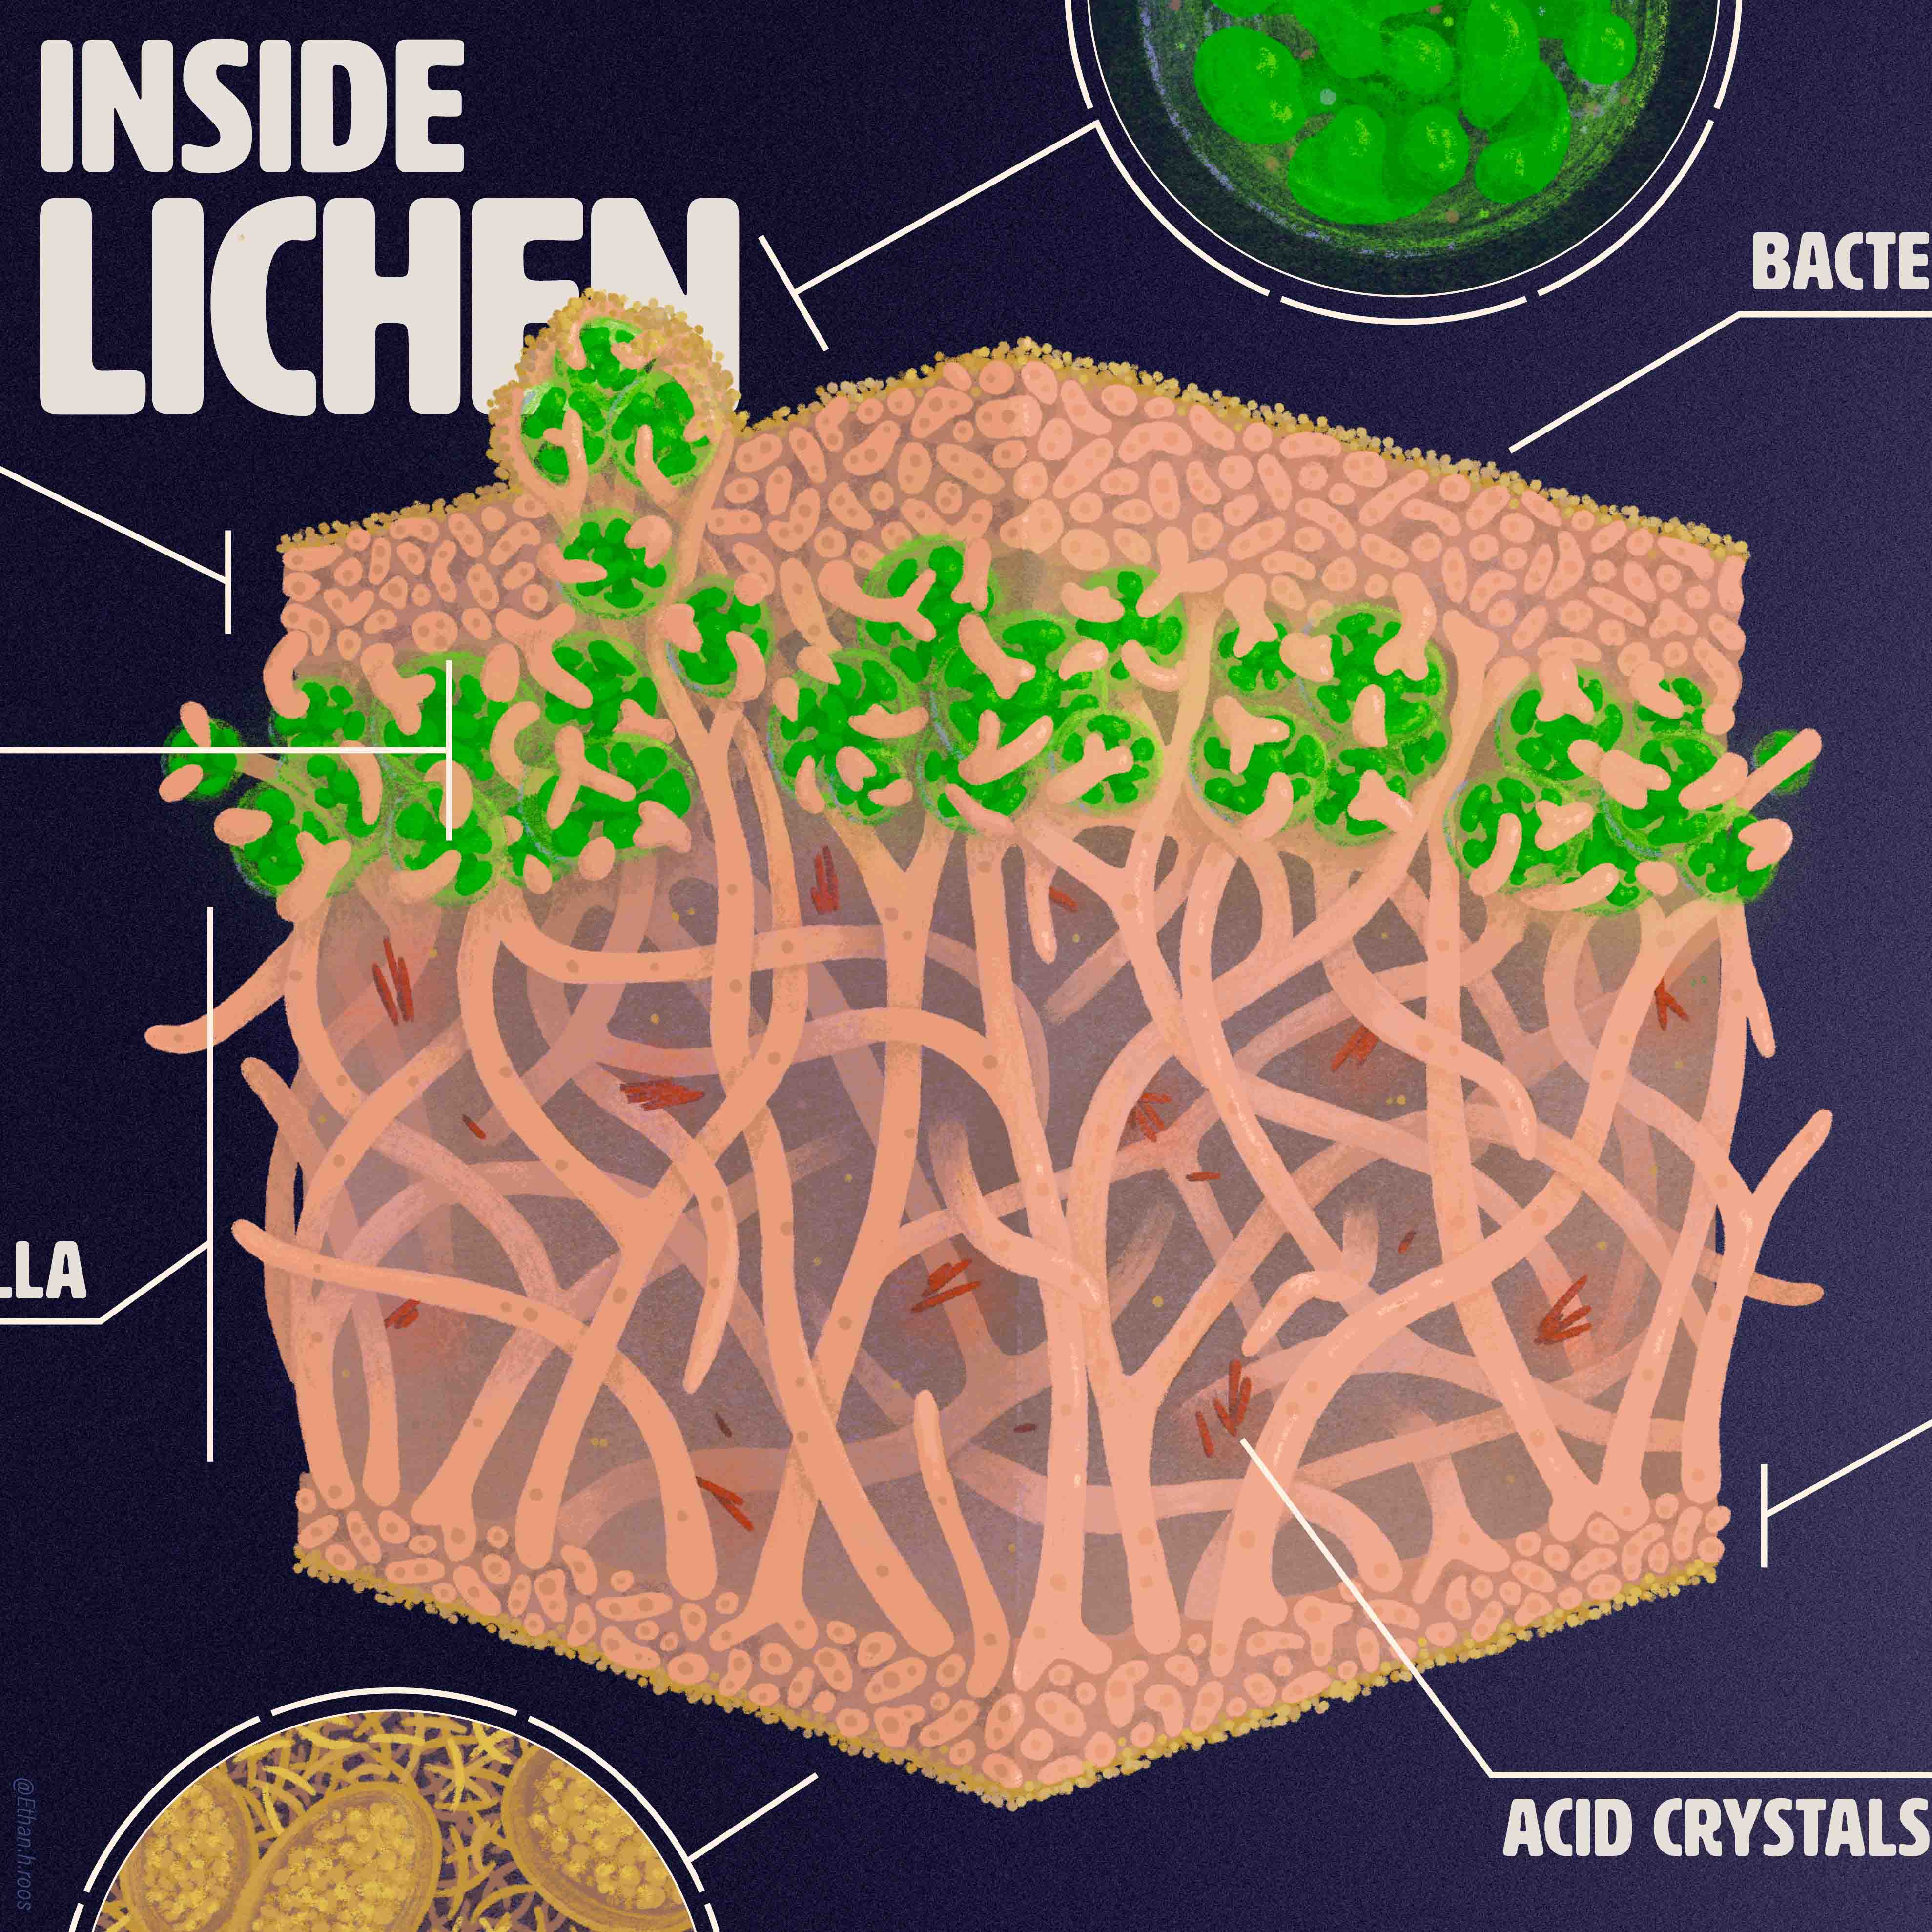 INSIDE
LICHEN
BACTE
LLA
ACID CRYSTALS
@Ethan.h.roos